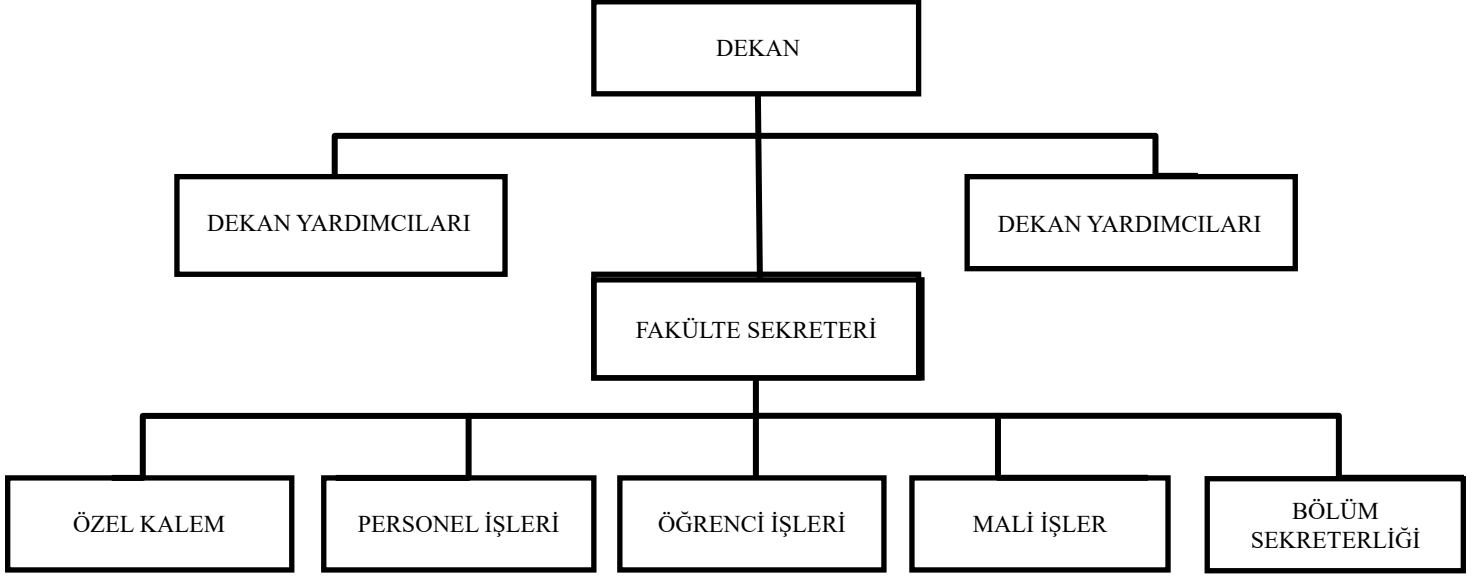 DEKAN
DEKAN YARDIMCILARI
DEKAN YARDIMCILARI
FAKÜLTE SEKRETERİ
ÖZEL KALEM
PERSONEL İŞLERİ
ÖĞRENCİ İŞLERİ
MALİ İŞLER
BÖLÜM
SEKRETERLİĞİ